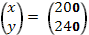 (x) = (200)
(y)   (240)